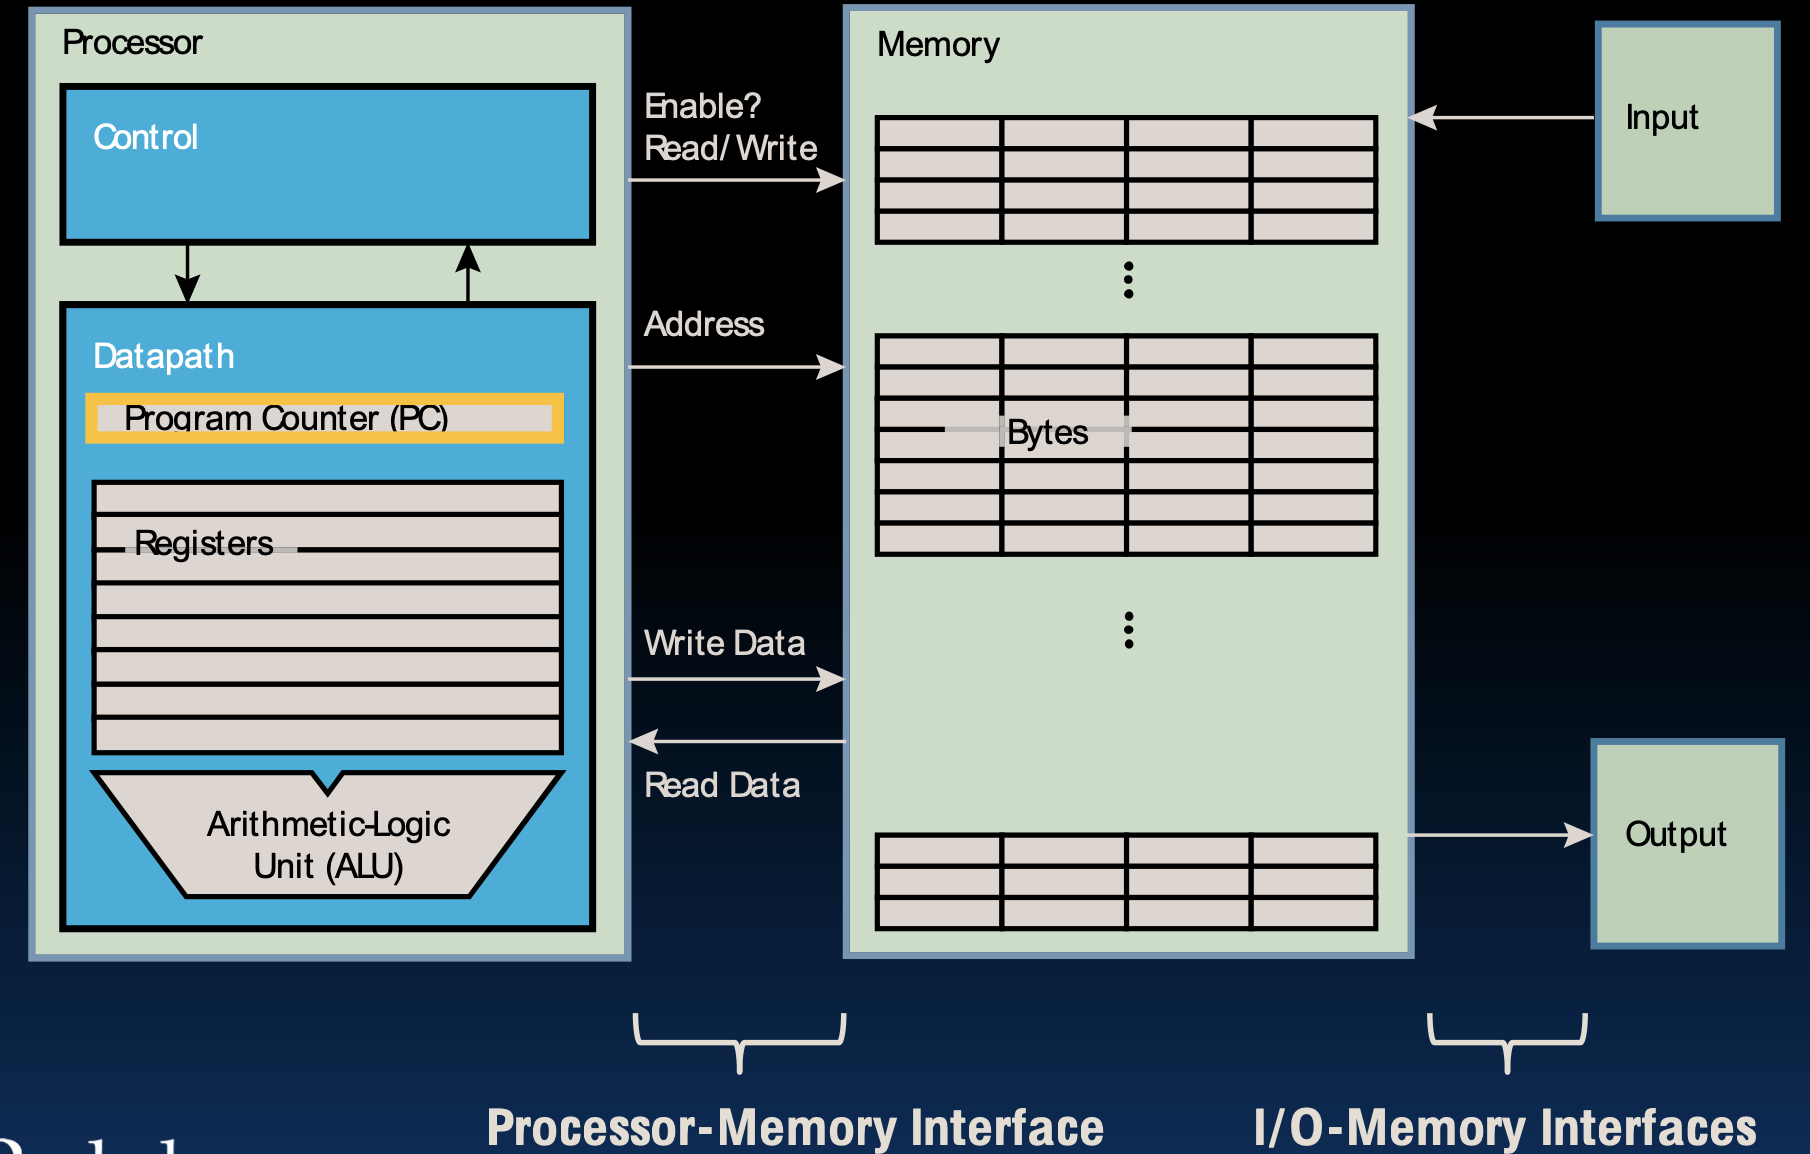 Processor
Control
Datapath
Program Counter (PC)
Registers
Arithmetic-Logic
Unit (ALU)
Enable?
Read/Write
Address
Write Data
Read Data
Memory
Bytes
Input
Output
Processor-Memory Interface
I/O-Memory Interfaces